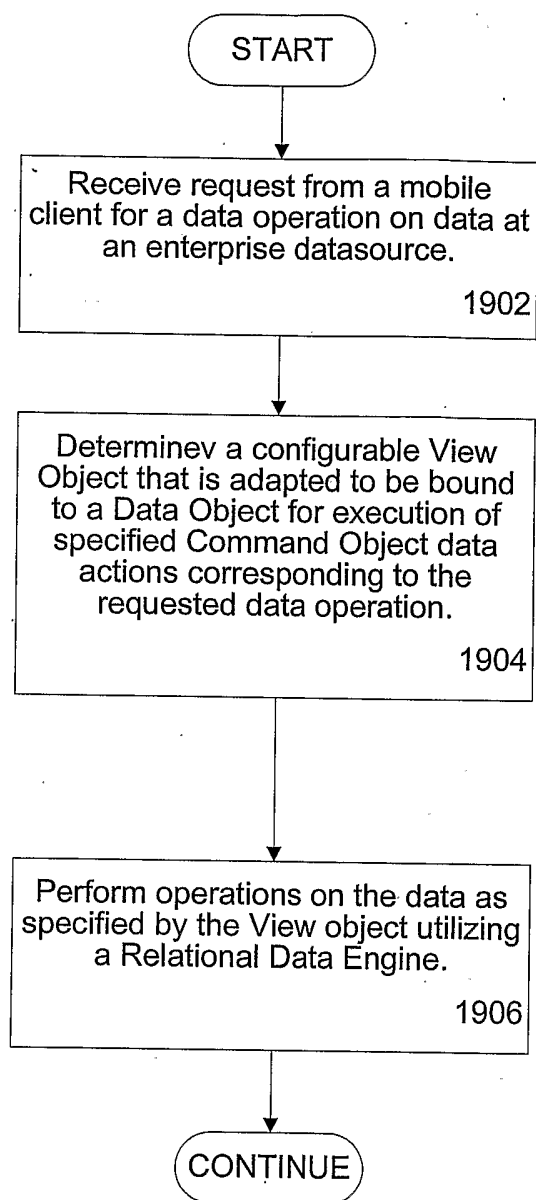 START
Receive request from a mobile
client for a data operation on data at
an enterprise datasource.
1902
Determinev a configurable View
Object that is adapted to be bound
to a Data Object for execution of
specified Command Object data
actions corresponding to the
requested data operation.
1904
Perform operations on the data as
specified by the View object utilizing
a Relational Data Engine.
1906
CONTINUE